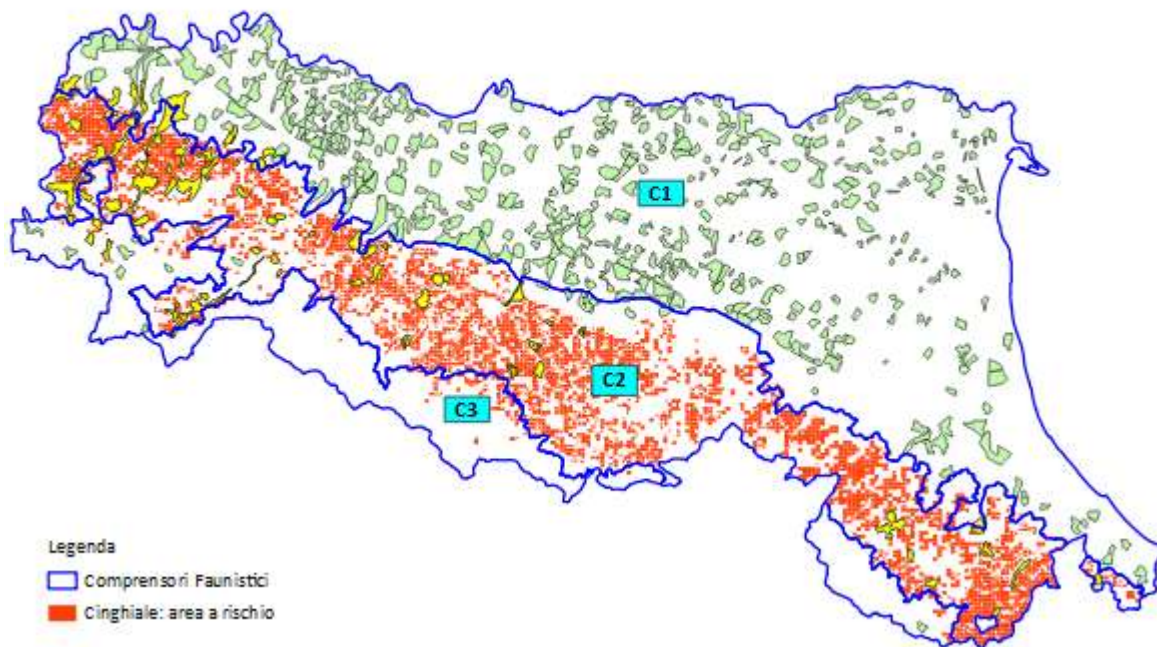 C1
C2
C3
Legenda
Comprensori Faunistici
Cinghiale: area a rischio